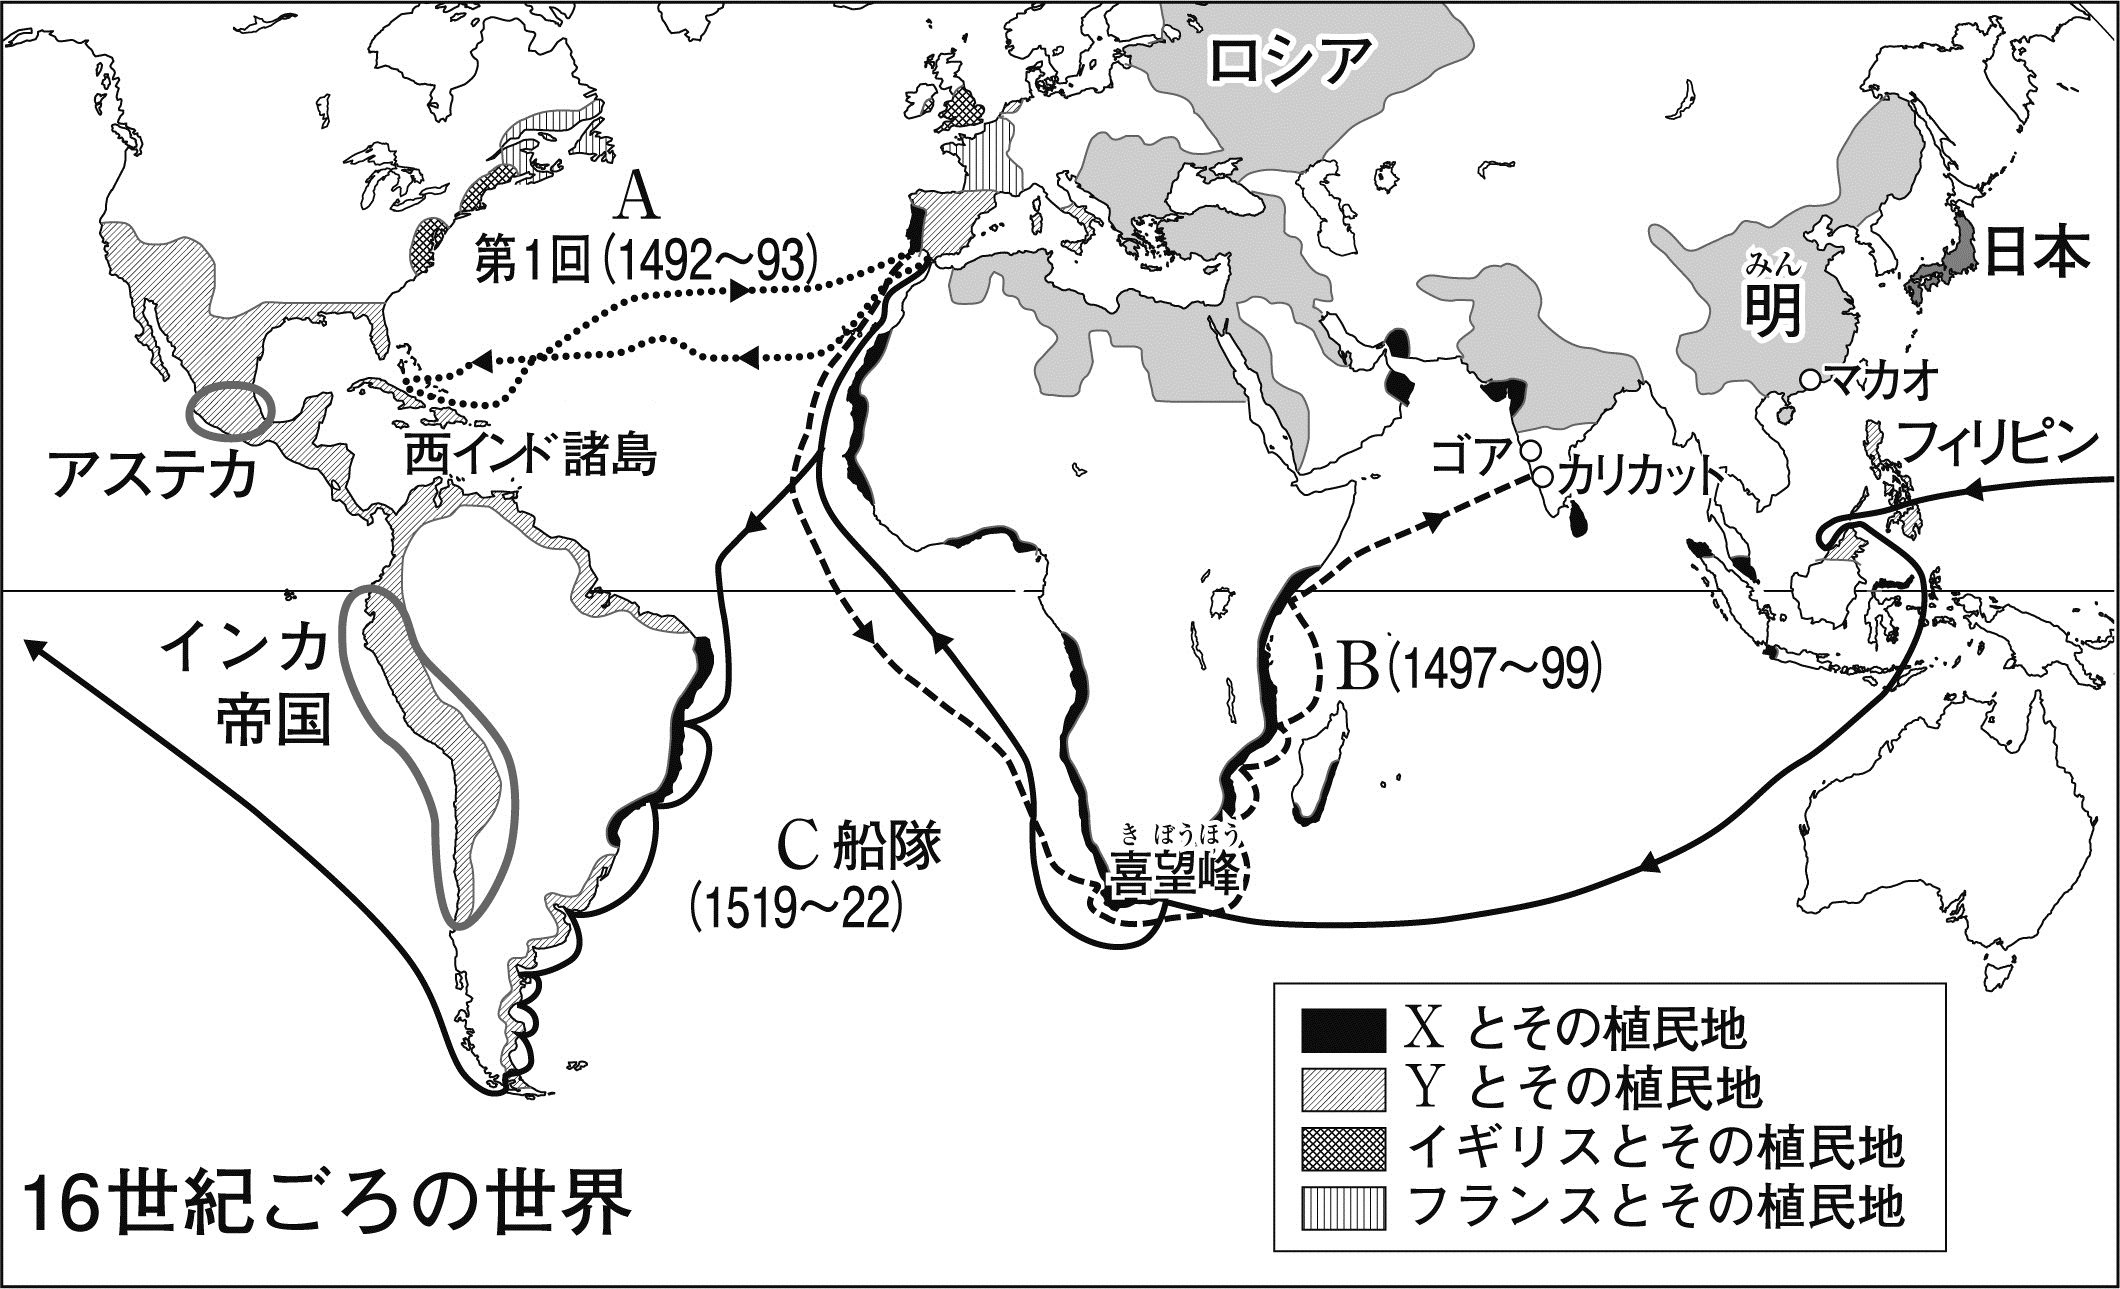 ロシア
A
第1回(1492〜93)
日本
みん
明
マカオ
アステカ
西インド諸島
ゴア
カリカット
フィリピン
インカ
帝国
B(1497〜99)
C船隊
(1519〜22)
きぼうほう
喜望峰
Xとその植民地
Yとその植民地
イギリスとその植民地
フランスとその植民地
16世紀ごろの世界